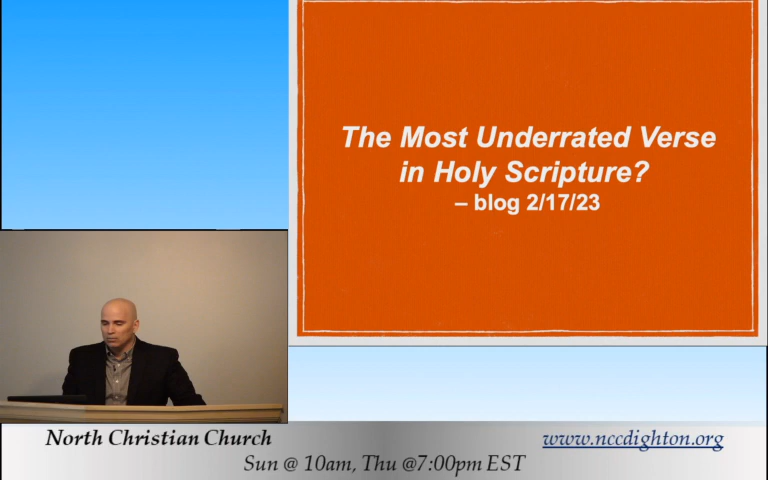 The Most Underrated Verse
in Holy Scripture?
– blog 2/17/23
North Christian Church
www.nccdighton.org
Sun @ 10am, Thu @7:00pm EST